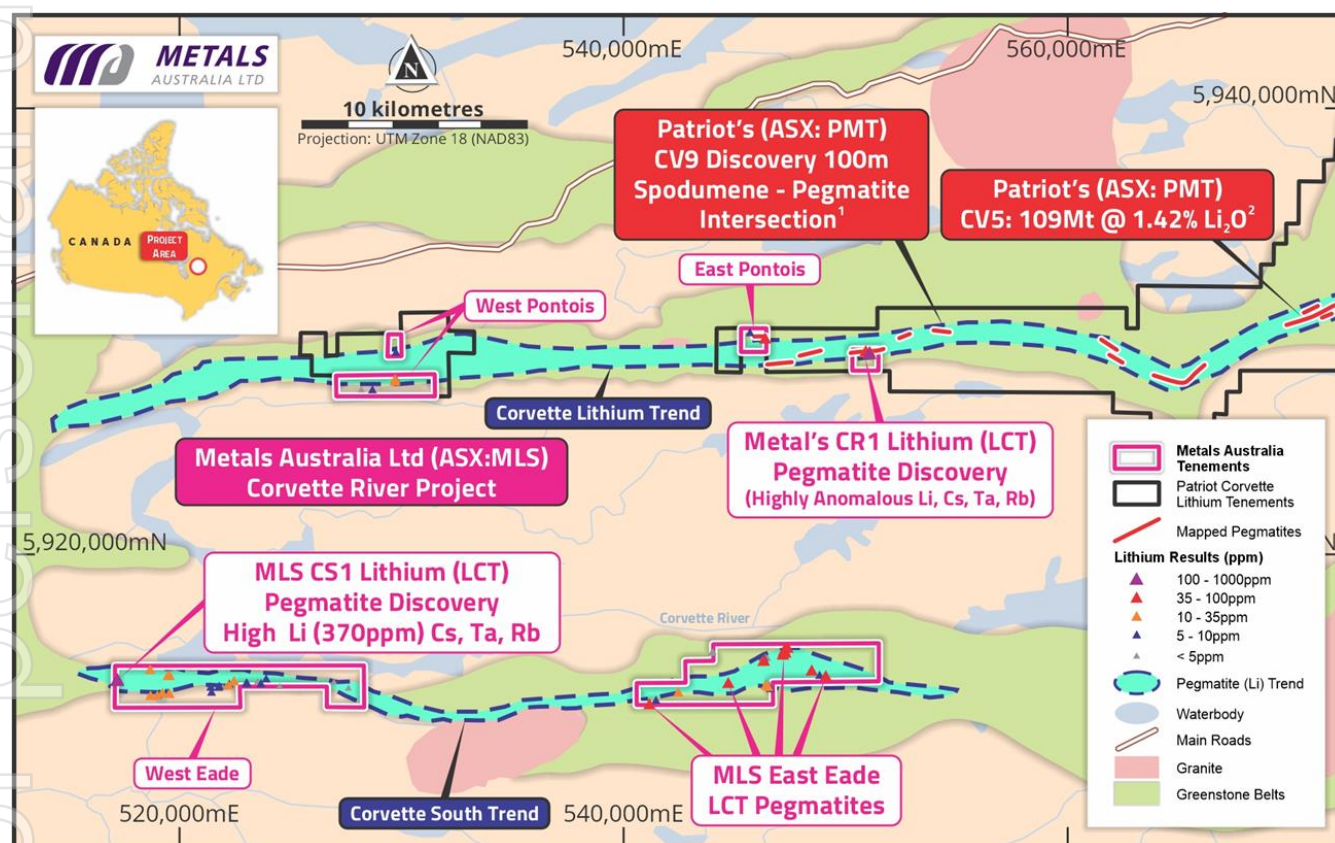 METALS
AUSTRALIA LTD
N
10 kilometres
Projection: UTM Zone 18 (NAD83)
540,000mE
560,000mE
5,940,000mN
CANADA
PROJECT
AREA
Patriot's (ASX: PMT)
CV9 Discovery 100m
Spodumene - Pegmatite
Intersection¹
Patriot's (ASX: PMT)
CV5: 109Mt @ 1.42% Li₂O²
East Pontois
West Pontois
Corvette Lithium Trend
Metals Australia Ltd (ASX:MLS)
Corvette River Project
Metal's CR1 Lithium (LCT)
Pegmatite Discovery
(Highly Anomalous Li, Cs, Ta, Rb)
5,920,000mN
N
MLS CS1 Lithium (LCT)
Pegmatite Discovery
High Li (370ppm) Cs, Ta, Rb
Corvette River
West Eade
Corvette South Trend
MLS East Eade
LCT Pegmatites
520,000mE
540,000mE
Metals Australia
Tenements
Patriot Corvette
Lithium Tenements
Mapped Pegmatites
Lithium Results (ppm)
100 - 1000ppm
35 - 100ppm
10 - 35ppm
5 - 10ppm
< 5ppm
Pegmatite (Li) Trend
Waterbody
Main Roads
Granite
Greenstone Belts